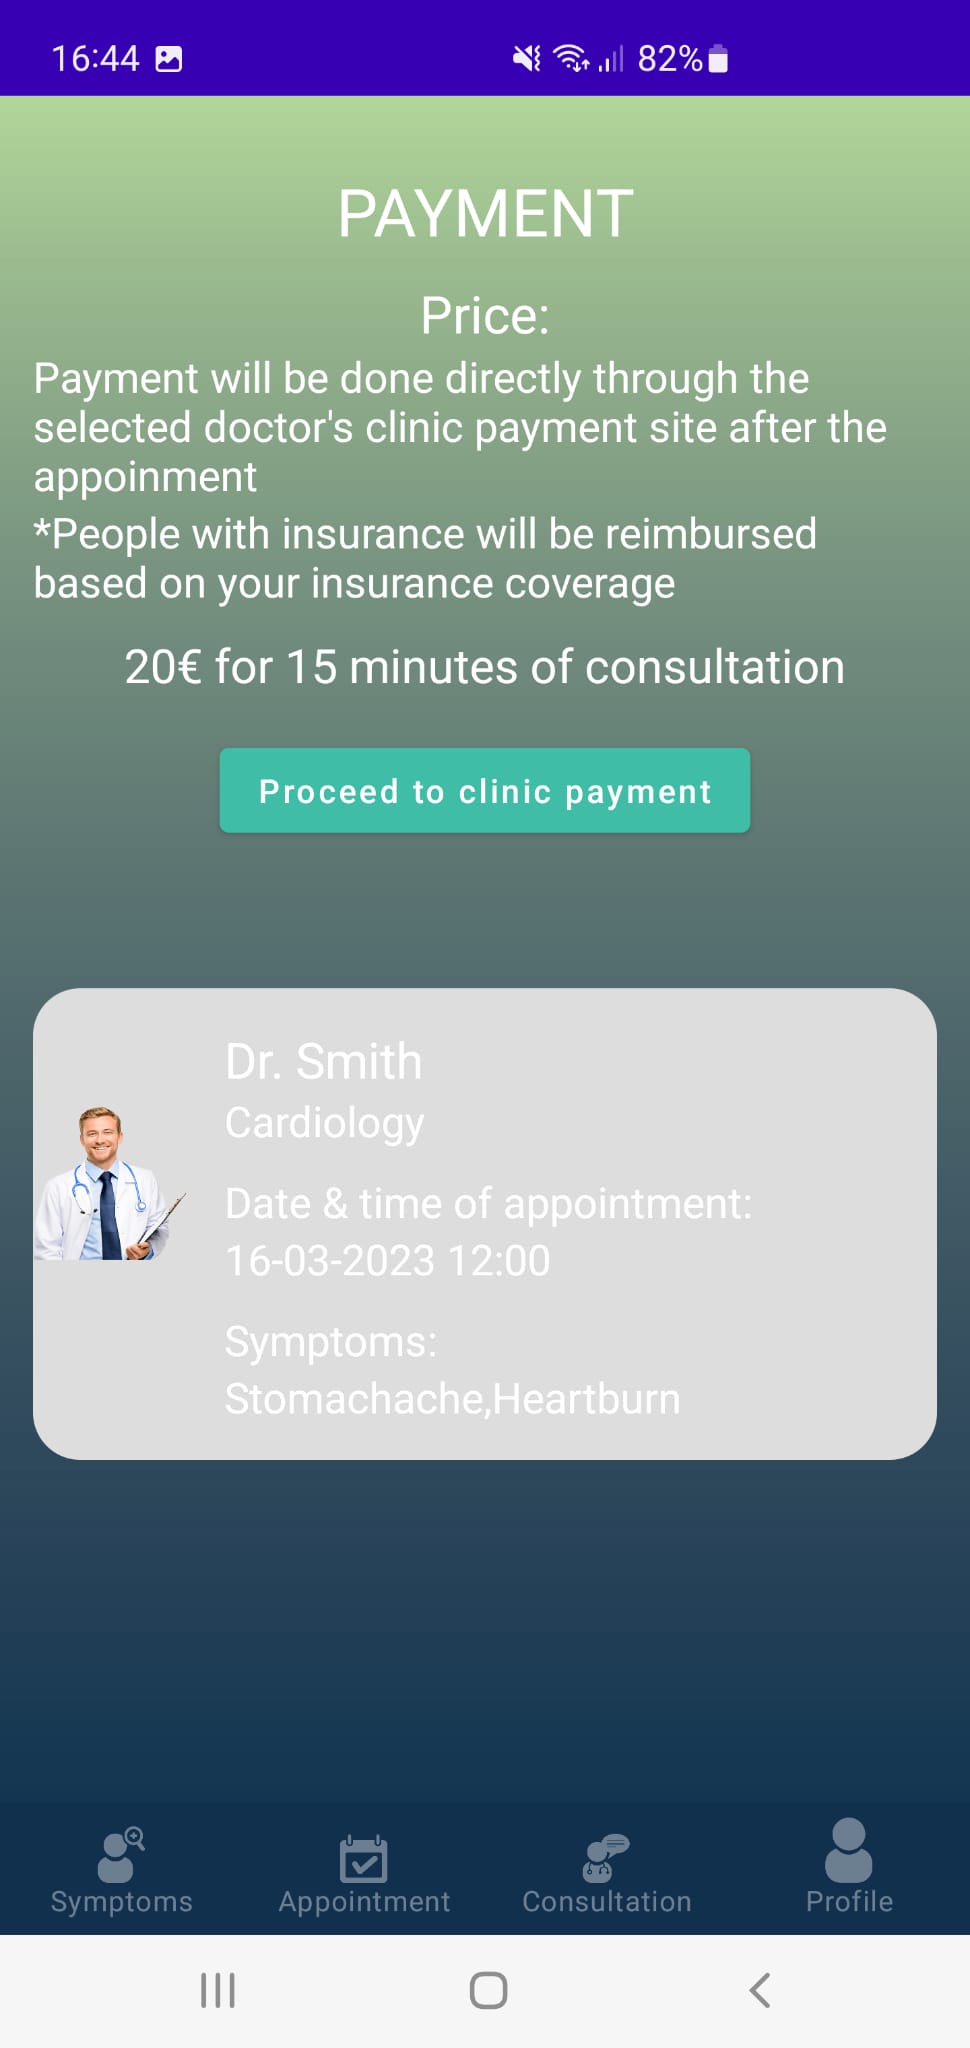 16:44
82%
PAYMENT
Price:
Payment will be done directly through the
selected doctor's clinic payment site after the
appoinment
*People with insurance will be reimbursed
based on your insurance coverage
20€ for 15 minutes of consultation
Proceed to clinic payment
Dr. Smith
Cardiology
Date & time of appointment:
16-03-2023 12:00
Symptoms:
Stomachache,Heartburn
Symptoms
Appointment
Consultation
Profile